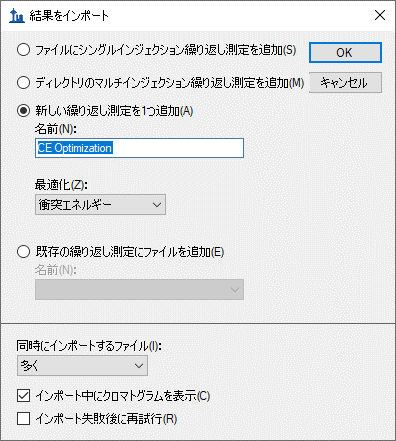 結果をインポート
ファイルにシングルインジェクション繰り返し測定を追加(S)
OK
ディレクトリのマルチインジェクション繰り返し測定を追加(M)
キャンセル
新しい繰り返し測定を1つ追加(A)
名前(N):
CE Optimization
最適化(Z):
衝突エネルギー
既存の繰り返し測定にファイルを追加(E)
名前(N):
同時にインポートするファイル(I):
多く
インポート中にクロマトグラムを表示(C)
インポート失敗後に再試行(R)